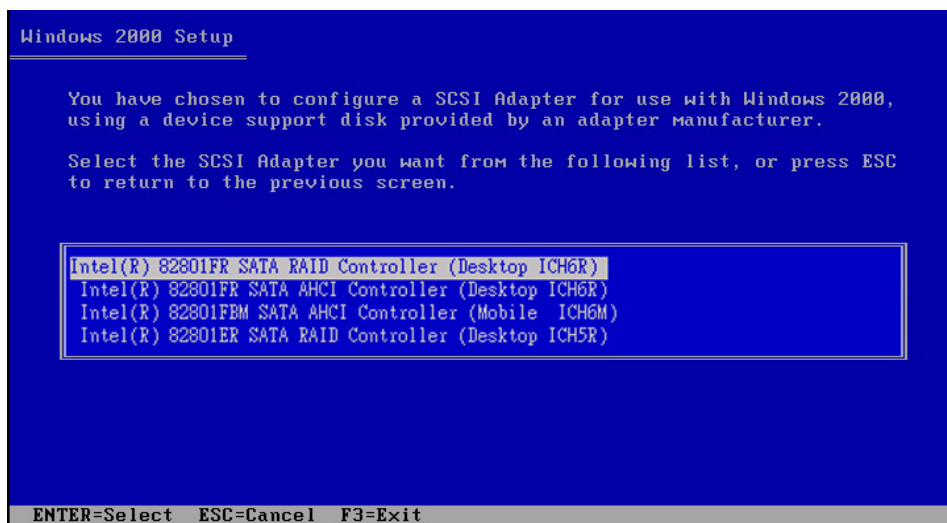 Windows 2000 Setup
You have chosen to configure a SCSI Adapter for use with Windows 2000,
using a device support disk provided by an adapter manufacturer.
Select the SCSI Adapter you want from the following list, or press ESC
to return to the previous screen.
Intel(R) 82801FR SATA RAID Controller (Desktop ICH6R)
Intel(R) 82801FR SATA AHCI Controller (Desktop ICH6R)
Intel(R) 82801FBM SATA AHCI Controller (Mobile  ICH6M)
Intel(R) 82801ER SATA RAID Controller (Desktop ICH5R)
ENTER=Select  ESC=Cancel  F3=Exit